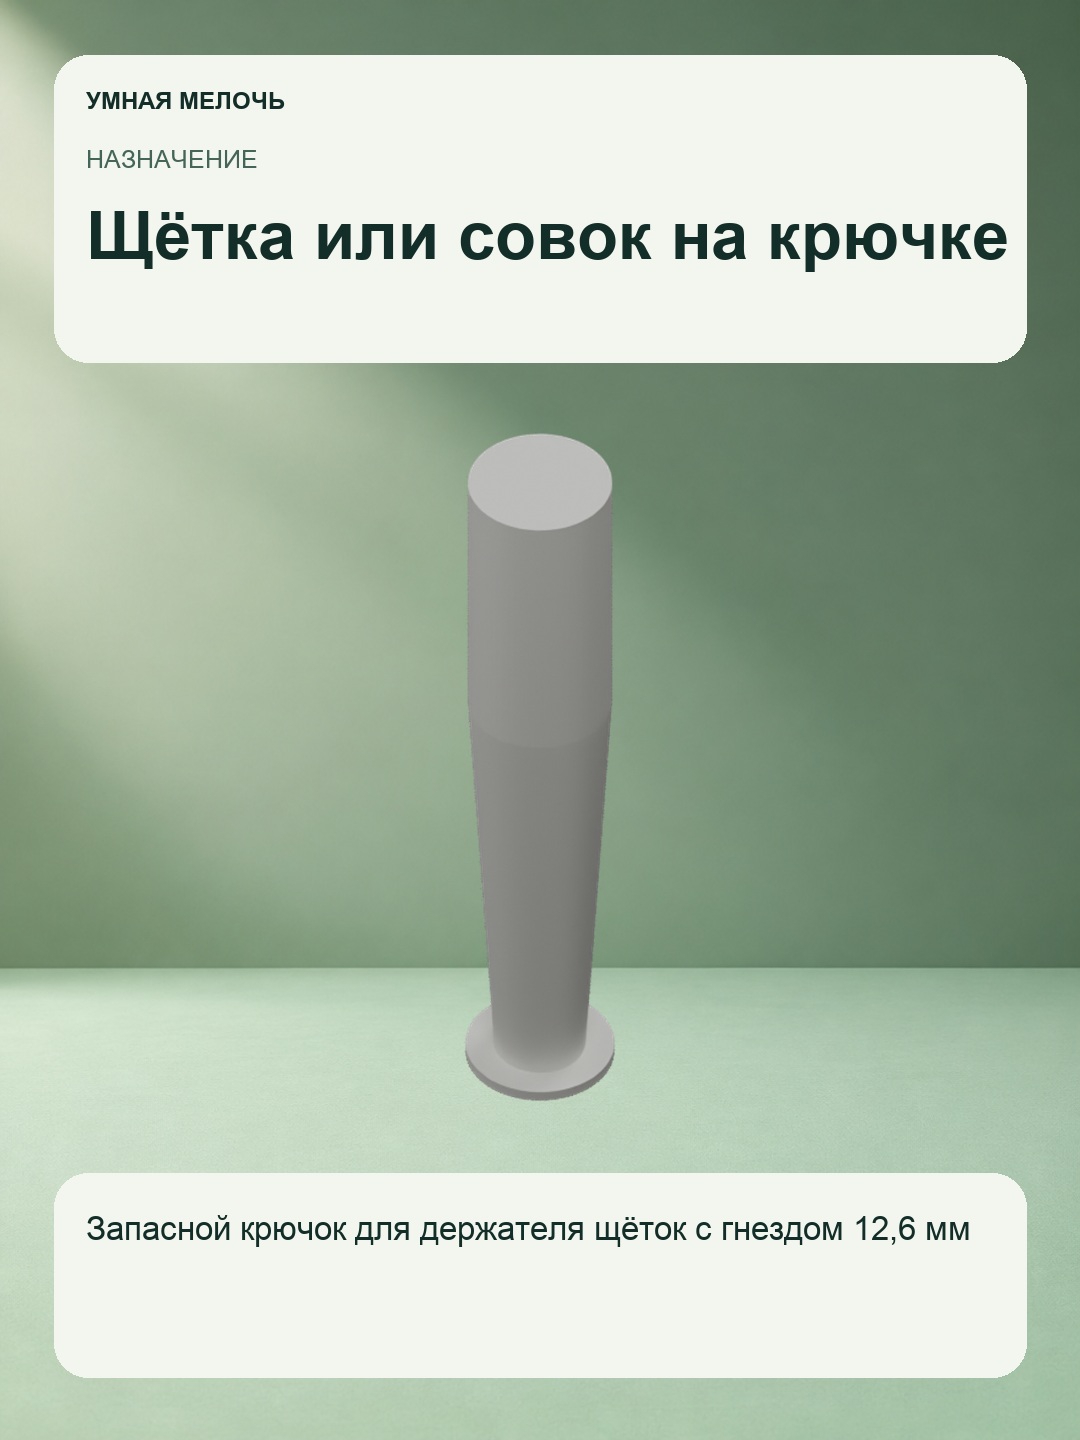 УМНАЯ МЕЛОЧЬ
НАЗНАЧЕНИЕ
Щётка или совок на крючке
Запасной крючок для держателя щёток с гнездом 12,6 мм